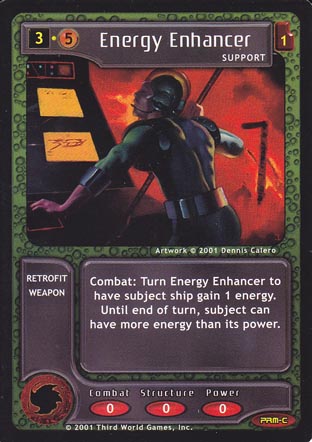 3 • 5 Energy Enhancer 1
SUPPORT
Artwork © 2001 Dennis Calero
RETROFIT
WEAPON
Combat: Turn Energy Enhancer to
have subject ship gain 1 energy.
Until end of turn, subject can
have more energy than its power.
Combat Structure Power
0 0 0
PRM-C
© 2001 Third World Games, Inc.